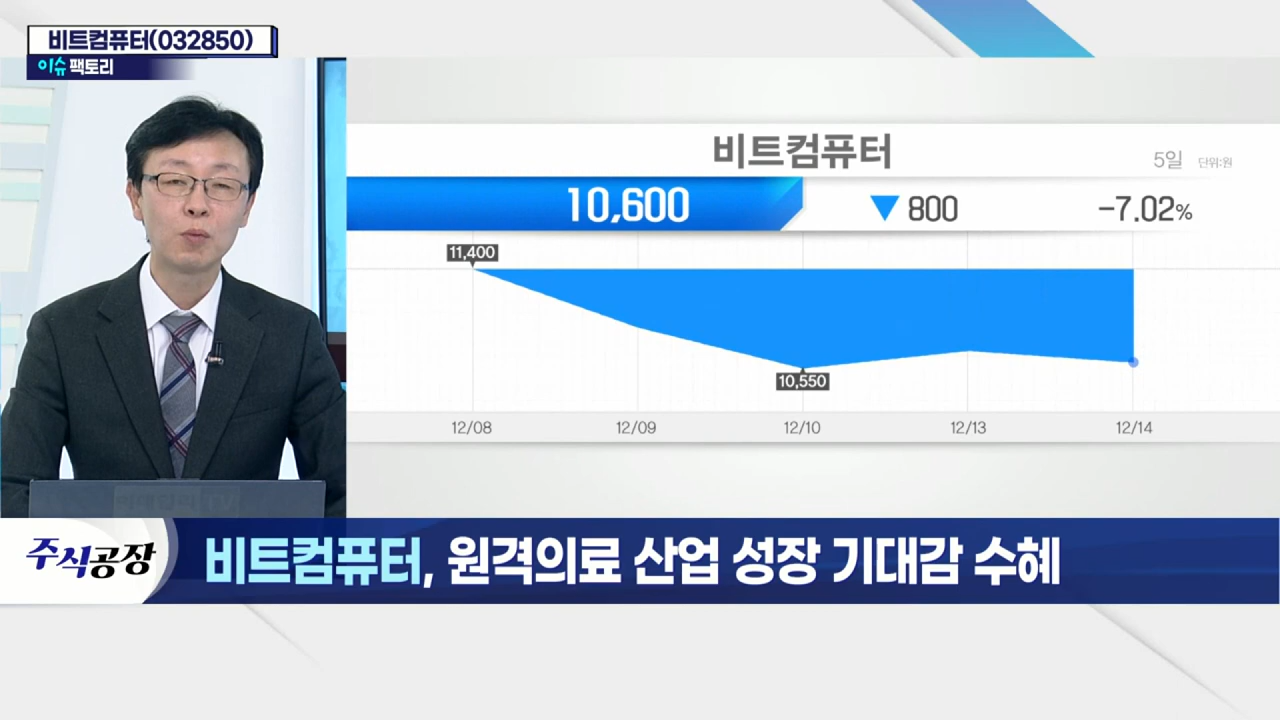 비트컴퓨터(032850)
이슈 팩토리
비트컴퓨터
5일 단위:원
10,600 ▼ 800 -7.02%
11,400
10,550
12/08 12/09 12/10 12/13 12/14
주식공장
비트컴퓨터, 원격의료 산업 성장 기대감 수혜